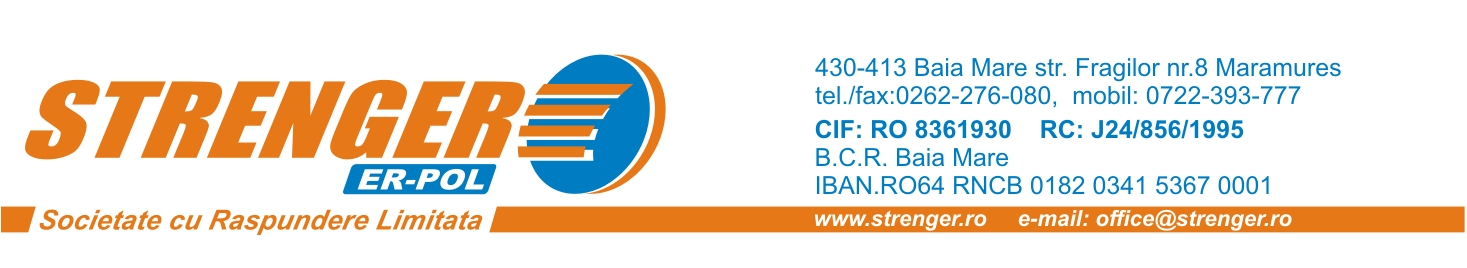 STRENGER
ER-POL
Societate cu Raspundere Limitata
430-413 Baia Mare str. Fragilor nr.8 Maramures
tel./fax:0262-276-080, mobil: 0722-393-777
CIF: RO 8361930 RC: J24/856/1995
B.C.R. Baia Mare
IBAN.RO64 RNCB 0182 0341 5367 0001
www.strenger.ro e-mail: office@strenger.ro